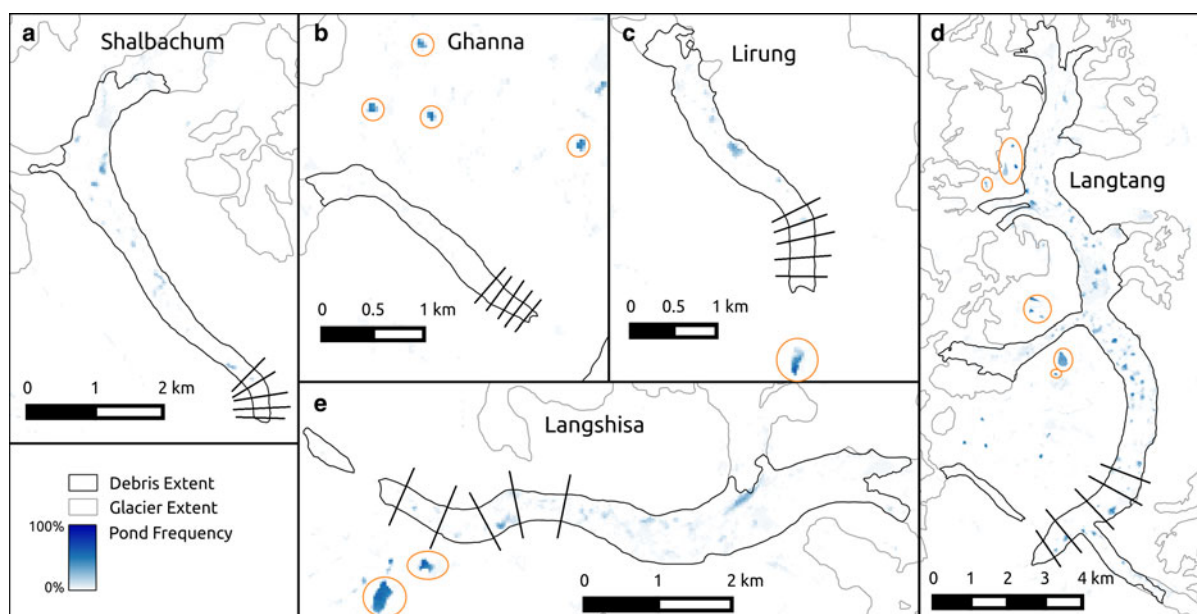 a
Shalbachum
0 1 2 km
b
Ghanna
0 0.5 1 km
c
Lirung
0 0.5 1 km
d
Langtang
0 1 2 3 4 km
e
Langshisa
0 1 2 km
Debris Extent
Glacier Extent
100%
Pond Frequency
0%